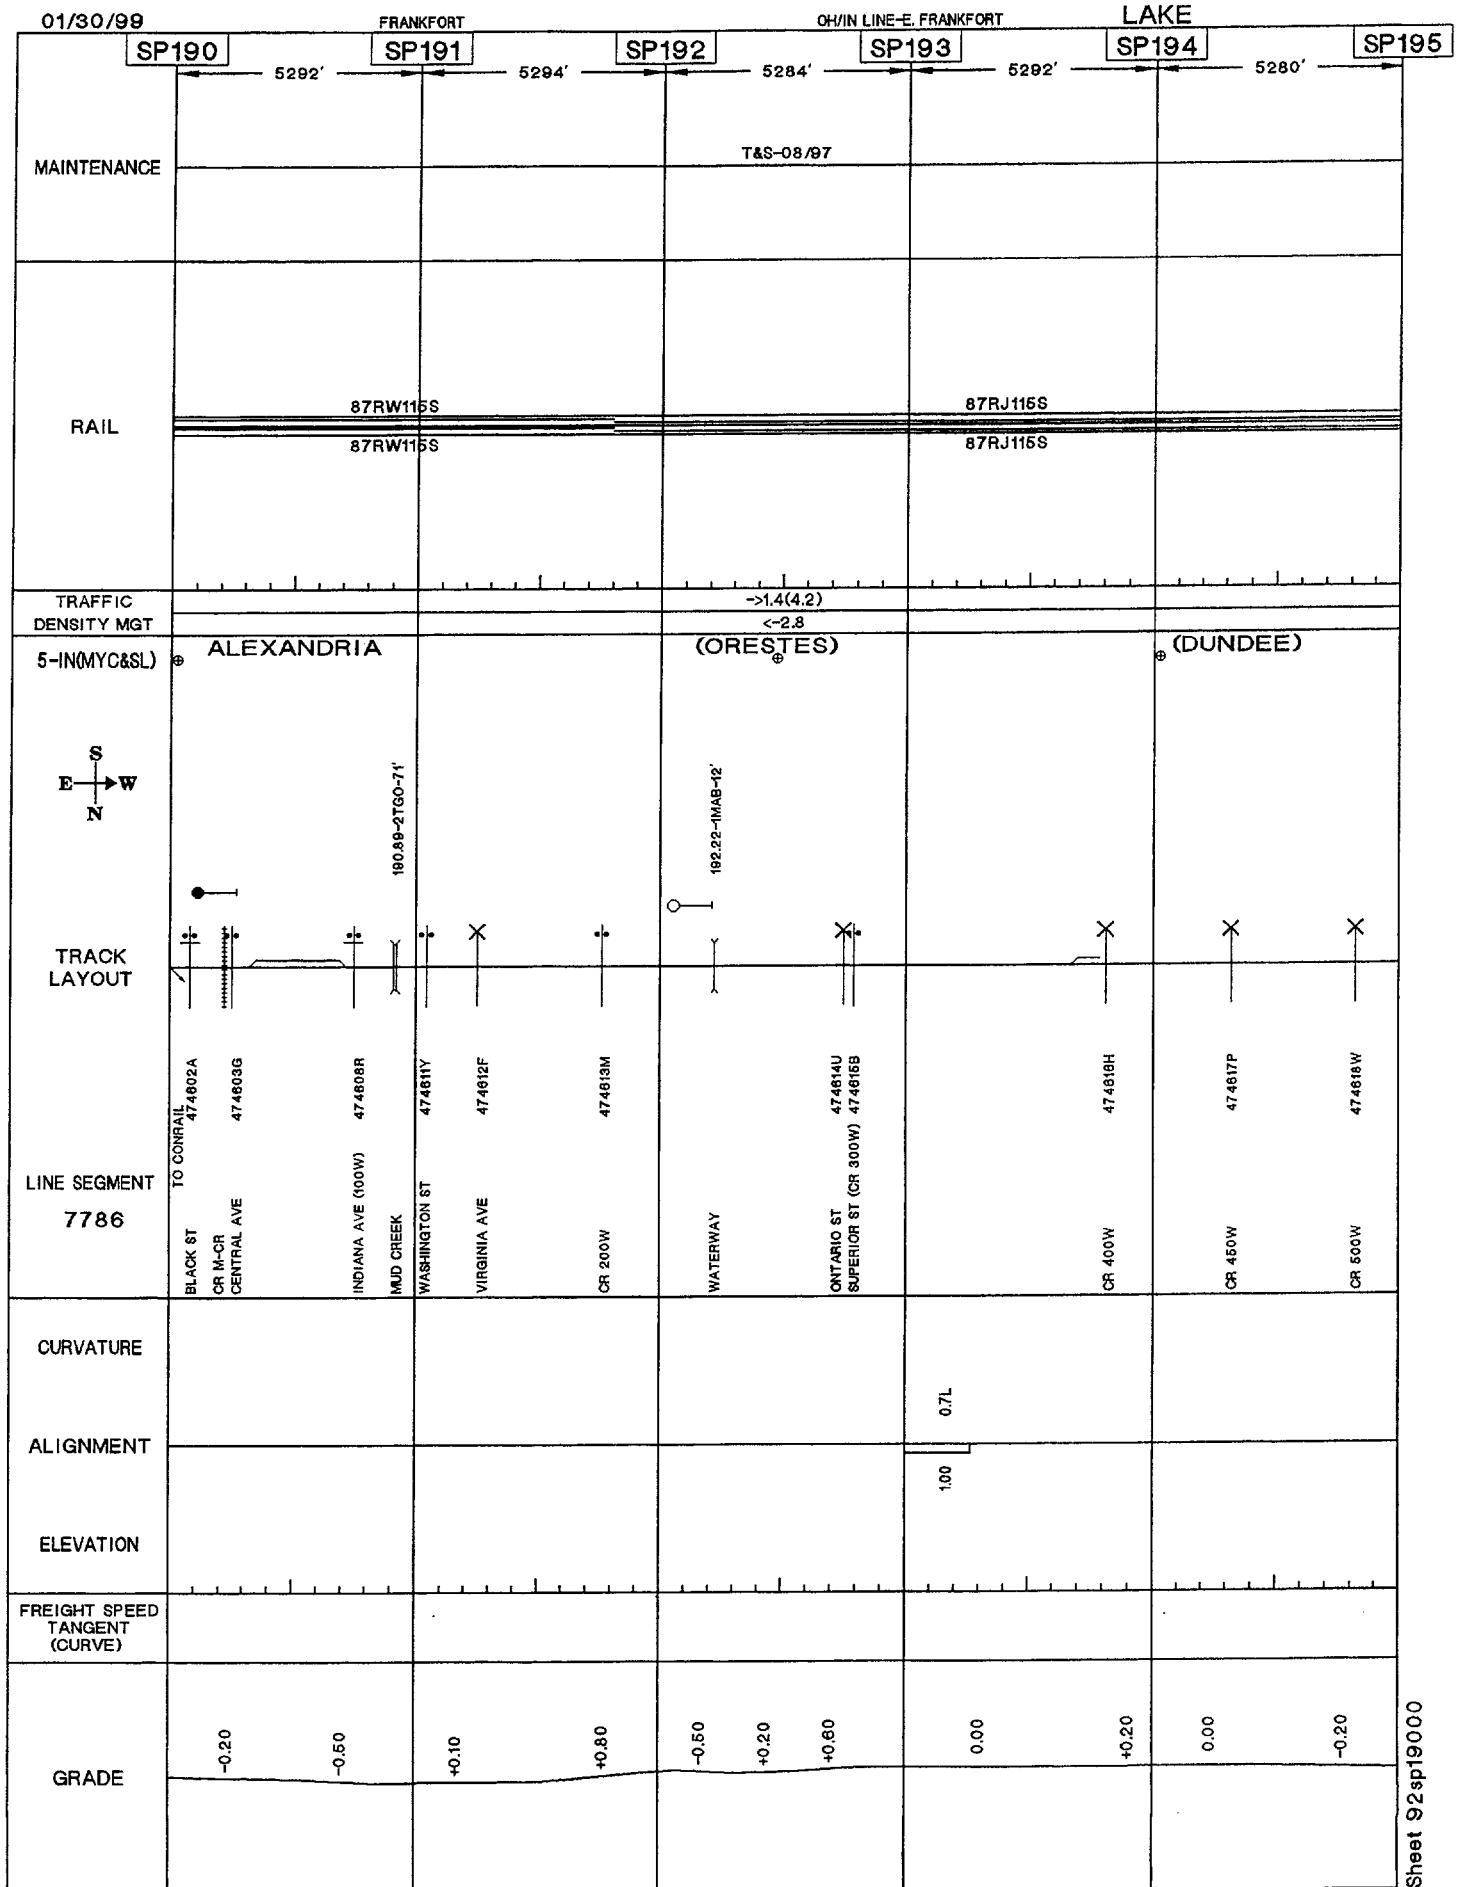 01/30/99
FRANKFORT
OH/IN LINE-E. FRANKFORT
LAKE
SP190
SP191
SP192
SP193
SP194
SP195
5292'
5294'
5284'
5292'
5280'
MAINTENANCE
T&S-08/97
RAIL
87RW115S
87RJ115S
87RW115S
87RJ115S
TRAFFIC
DENSITY MGT
->1.4(4.2)
<-2.8
5-IN(MYC&SL)
ALEXANDRIA
(ORESTES)
(DUNDEE)
S
E
W
N
190.89-2TGO-71'
192.22-1MAB-12'
TRACK
LAYOUT
TO CONRAIL
474602A
474603G
474608R
474611Y
474612F
474613M
474614U
474615B
474616H
474617P
474618W
LINE SEGMENT
7786
BLACK ST
CR M-CR
CENTRAL AVE
INDIANA AVE (100W)
MUD CREEK
WASHINGTON ST
VIRGINIA AVE
CR 200W
WATERWAY
ONTARIO ST
SUPERIOR ST (CR 300W)
CR 400W
CR 450W
CR 500W
CURVATURE
0.7L
ALIGNMENT
1.00
ELEVATION
FREIGHT SPEED
TANGENT
(CURVE)
GRADE
-0.20
-0.50
+0.10
+0.80
-0.50
+0.20
+0.60
0.00
+0.20
0.00
-0.20
Sheet 92sp19000